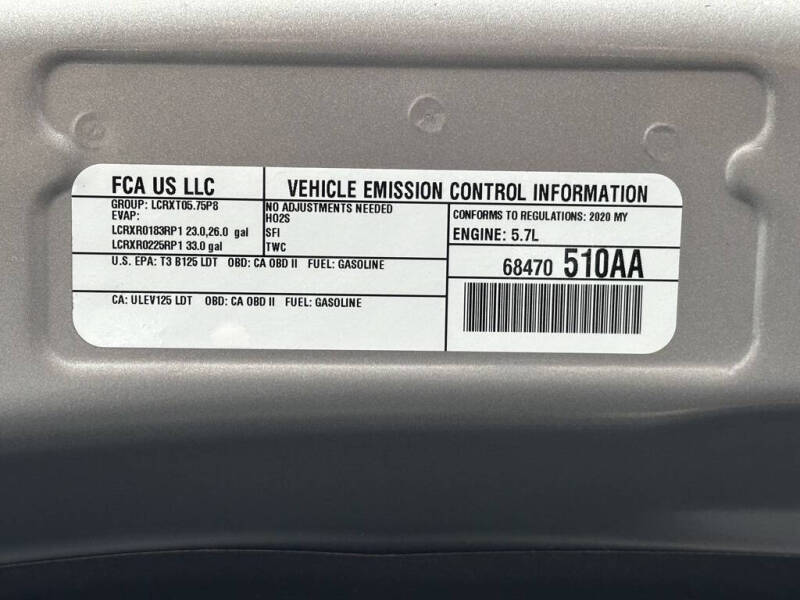 FCA US LLC
VEHICLE EMISSION CONTROL INFORMATION
GROUP: LCRXT05.75P8
EVAP:
LCRXR0183RP1 23.0,26.0 gal
LCRXR0225RP1 33.0 gal
NO ADJUSTMENTS NEEDED
HO2S
SFI
TWC
CONFORMS TO REGULATIONS: 2020 MY
ENGINE: 5.7L
U.S. EPA: T3 B125 LDT OBD: CA OBD II FUEL: GASOLINE
68470 510AA
CA: ULEV125 LDT OBD: CA OBD II FUEL: GASOLINE